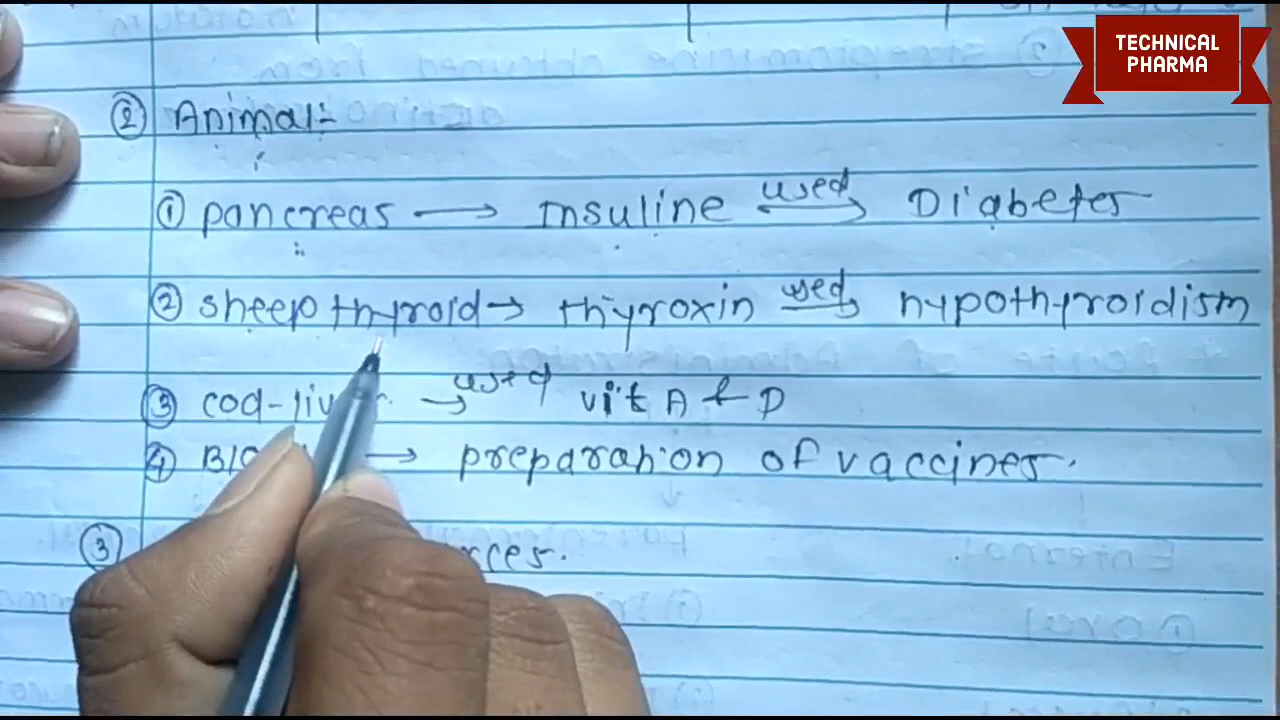 TECHNICAL
PHARMA
② Animal:-
① pancreas → Insuline used → Diabetes
② sheep thyroid → thyroxin used → hypothyroidism
③ cod-liv → used vit A & D
④ → preparation of vaccines.
③